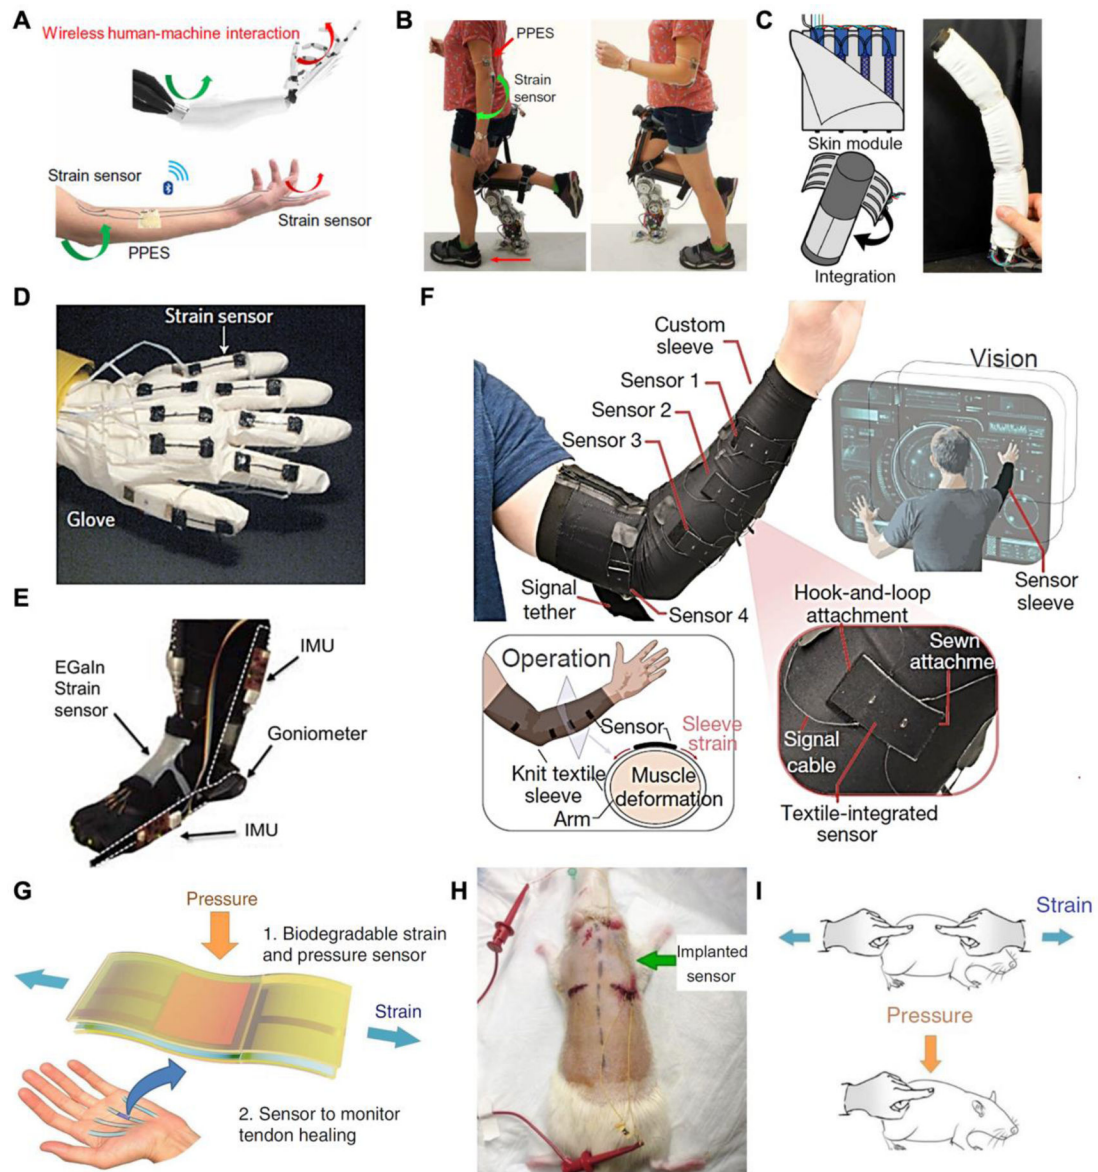 A
Wireless human-machine interaction
Strain sensor
Strain sensor
PPES
B
PPES
Strain
sensor
C
Skin module
Integration
D
Strain sensor
Glove
E
EGaIn
Strain
sensor
IMU
Goniometer
IMU
F
Custom
sleeve
Sensor 1
Sensor 2
Sensor 3
Signal
tether
Sensor 4
Vision
Sensor
sleeve
Operation
Sensor
Sleeve
strain
Knit textile
sleeve
Arm
Muscle
deformation
Hook-and-loop
attachment
Sewn
attachme
Signal
cable
Textile-integrated
sensor
G
Pressure
1. Biodegradable strain
and pressure sensor
Strain
2. Sensor to monitor
tendon healing
H
Implanted
sensor
I
Strain
Pressure